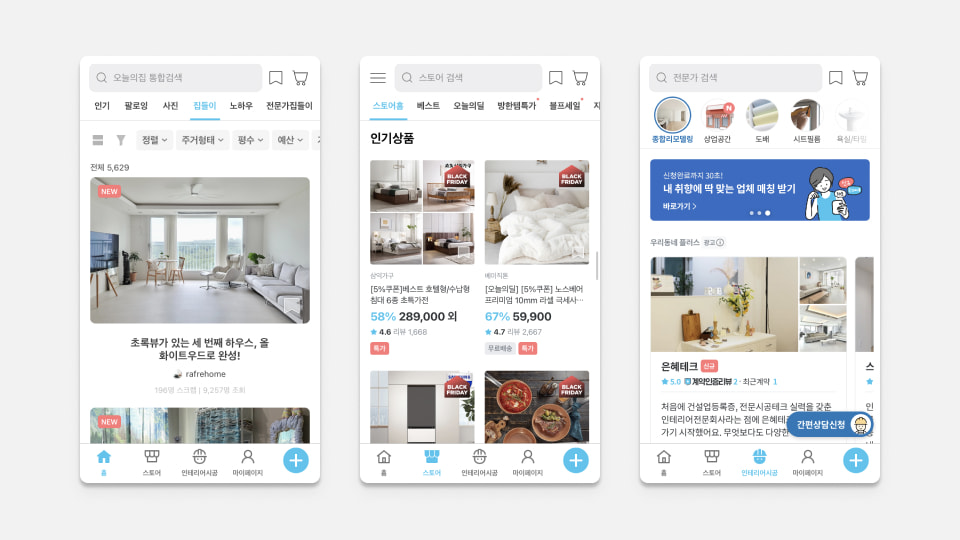 오늘의집 통합검색
인기 팔로잉 사진 집들이 노하우 전문가집들이
정렬 주거형태 평수 예산
전체 5,629
NEW
초록뷰가 있는 세 번째 하우스, 올
화이트우드로 완성!
rafrehome
196명 스크랩 | 9,257명 조회
NEW
홈 스토어 인테리어시공 마이페이지
스토어 검색
스토어홈 베스트 오늘의딜 방한템특가 볼프세일 지
인기상품
BLACK
FRIDAY
삼익가구
[5%쿠폰]베스트 호텔형/수납형
침대 6종 초특가전
58% 289,000 외
4.6 리뷰 1,668
특가
BLACK
FRIDAY
베이직톤
[오늘의딜] [5%쿠폰] 노스베어
프리미엄 10mm 라셀 극세사…
67% 59,900
4.7 리뷰 2,667
무료배송 특가
BLACK
FRIDAY
BLACK
FRIDAY
홈 스토어 인테리어시공 마이페이지
전문가 검색
N
종합리모델링 상업공간 도배 시트필름 욕실/타일
신청완료까지 30초!
내 취향에 딱 맞는 업체 매칭 받기
바로가기
우리동네 플러스 광고
은혜테크 신규
5.0 계약인증리뷰 2 · 최근계약 1
처음에 건설업등록증, 전문시공테크 실력을 갖춘
인테리어전문회사라는 점에 은혜테
가기 시작했어요. 무엇보다도 다양한
간편상담신청
홈 스토어 인테리어시공 마이페이지